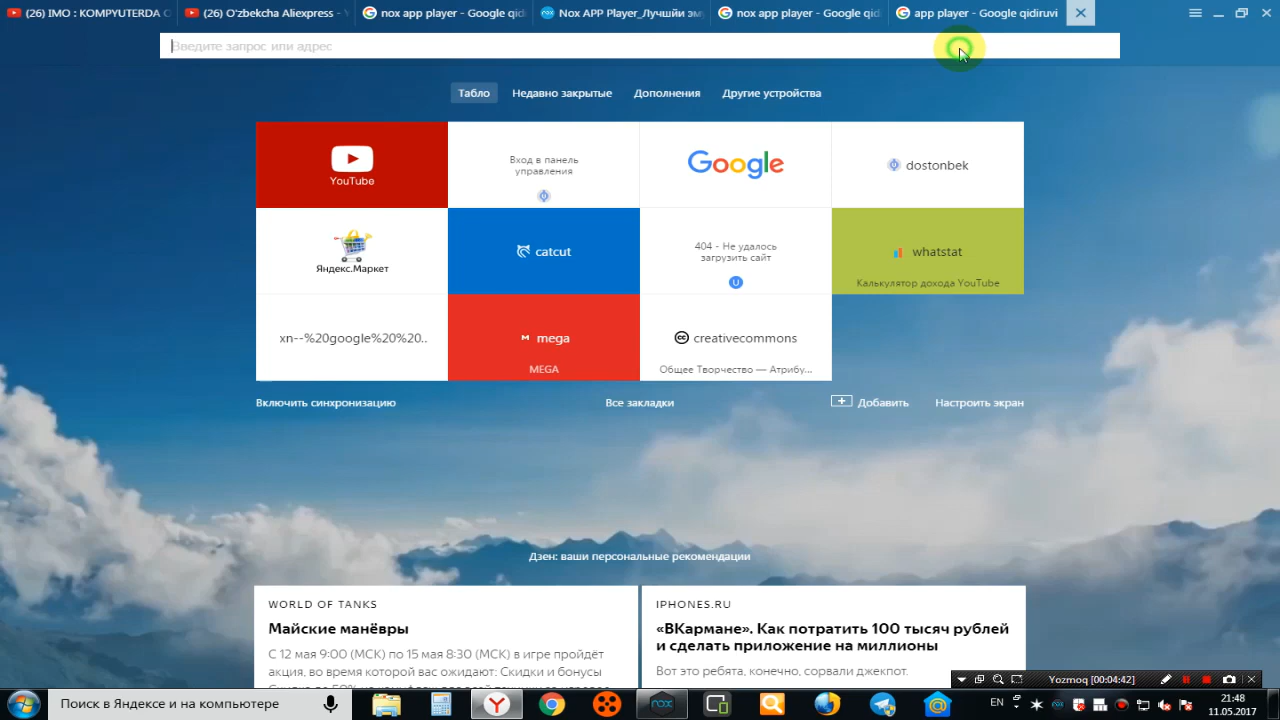 (26) IMO : KOMPYUTERDA
(26) O'zbekcha Aliexpress -
nox app player - Google qid
Nox APP Player_Лучший эм
nox app player - Google qid
app player - Google qidiruvi
Введите запрос или адрес
Табло
Недавно закрытые
Дополнения
Другие устройства
YouTube
Вход в панель
управления
Google
dostonbek
Яндекс.Маркет
catcut
404 - Не удалось
загрузить сайт
U
whatstat
Калькулятор дохода YouTube
xn--%20google%20%20..
M mega
MEGA
cc creativecommons
Общее Творчество — Атрибу...
Включить синхронизацию
Все закладки
Добавить
Настроить экран
Дзен: ваши персональные рекомендации
WORLD OF TANKS
Майские манёвры
С 12 мая 9:00 (МСК) по 15 мая 8:30 (МСК) в игре пройдёт
акция, во время которой вас ожидают: Скидки и бонусы
IPHONES.RU
«ВКармане». Как потратить 100 тысяч рублей
и сделать приложение на миллионы
Вот это ребята, конечно, сорвали джекпот.
Yozmoq [00:04:42]
Поиск в Яндексе и на компьютере
Y
nox
EN
21:48
11.05.2017